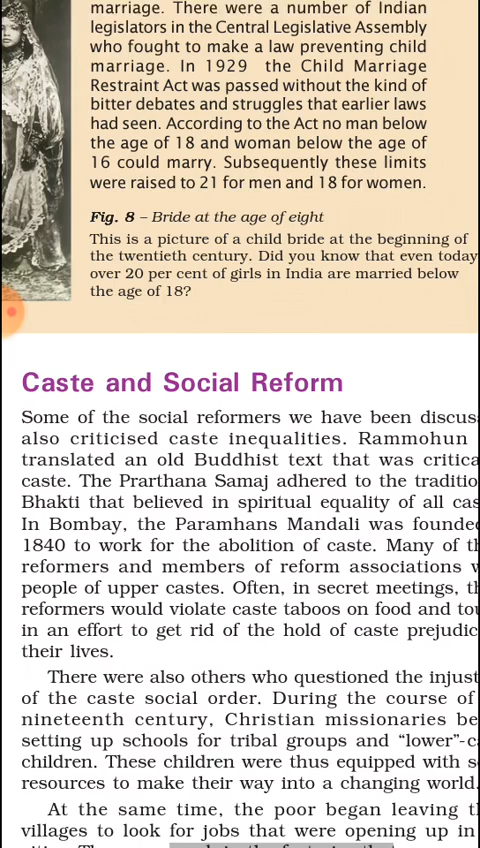 marriage. There were a number of Indian
legislators in the Central Legislative Assembly
who fought to make a law preventing child
marriage. In 1929 the Child Marriage
Restraint Act was passed without the kind of
bitter debates and struggles that earlier laws
had seen. According to the Act no man below
the age of 18 and woman below the age of
16 could marry. Subsequently these limits
were raised to 21 for men and 18 for women.
Fig. 8 – Bride at the age of eight
This is a picture of a child bride at the beginning of
the twentieth century. Did you know that even today
over 20 per cent of girls in India are married below
the age of 18?
Caste and Social Reform
Some of the social reformers we have been
also criticised caste inequalities. Rammohun
translated an old Buddhist text that was
caste. The Prarthana Samaj adhered to the
Bhakti that believed in spiritual equality of all
In Bombay, the Paramhans Mandali was
1840 to work for the abolition of caste. Many of
reformers and members of reform associations
people of upper castes. Often, in secret meetings,
reformers would violate caste taboos on food and
in an effort to get rid of the hold of caste
their lives.
There were also others who questioned the
of the caste social order. During the course of
nineteenth century, Christian missionaries
setting up schools for tribal groups and “lower”-
children. These children were thus equipped with
resources to make their way into a changing world.
At the same time, the poor began leaving
villages to look for jobs that were opening up in